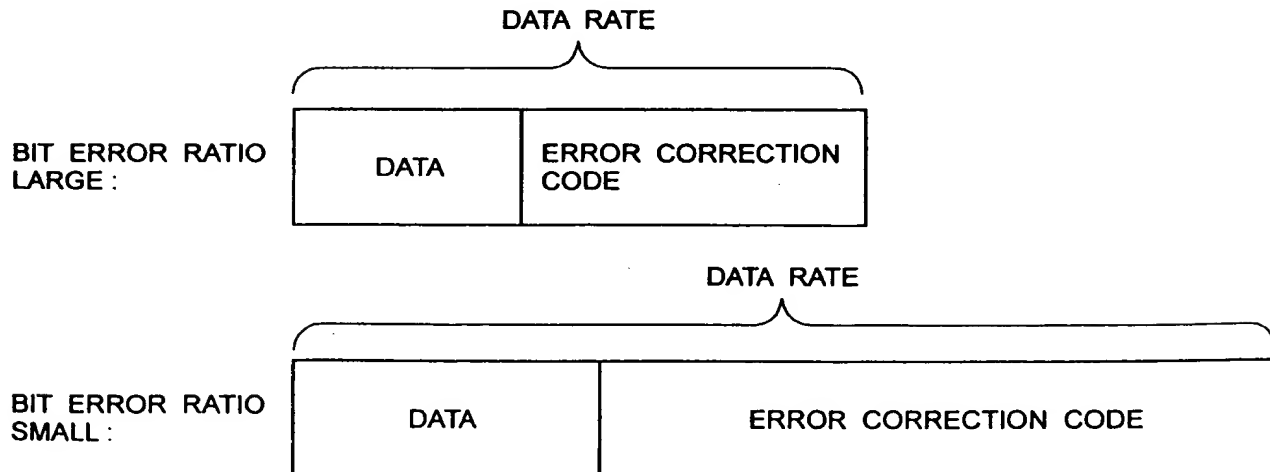 DATA RATE
BIT ERROR RATIO
LARGE :
DATA
ERROR CORRECTION
CODE
DATA RATE
BIT ERROR RATIO
SMALL :
DATA
ERROR CORRECTION CODE